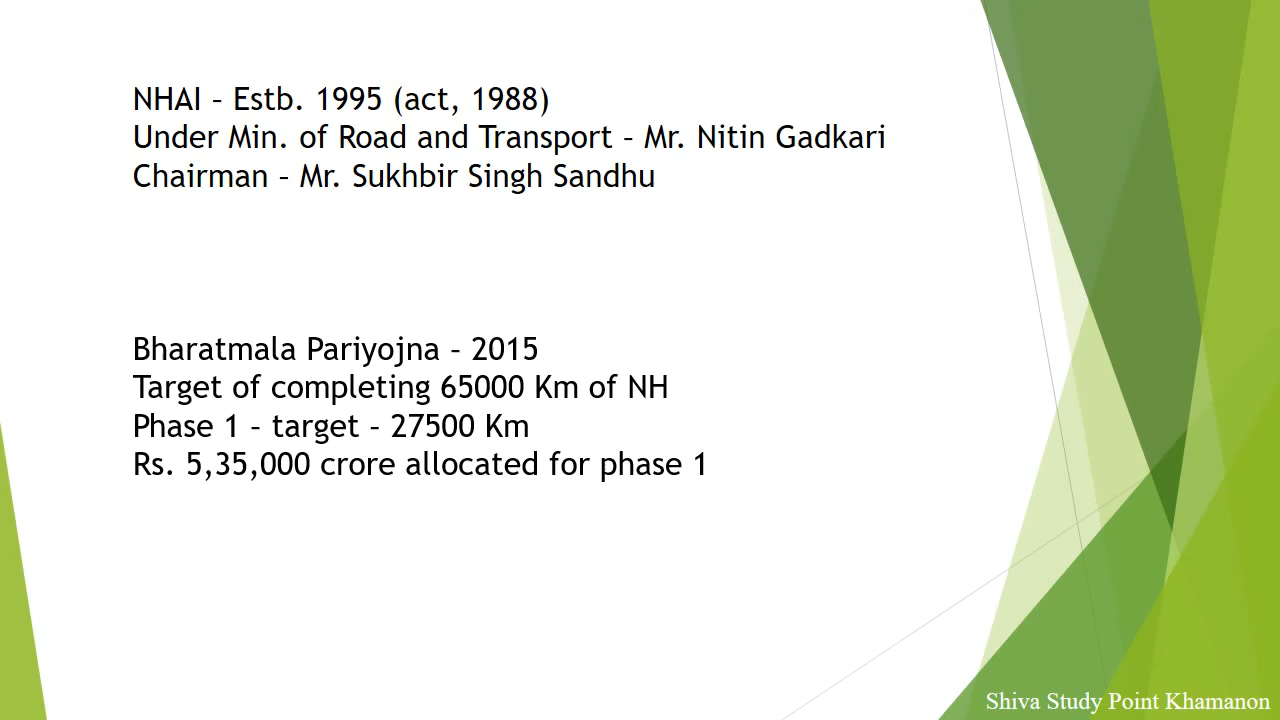 NHAI – Estb. 1995 (act, 1988)
Under Min. of Road and Transport – Mr. Nitin Gadkari
Chairman – Mr. Sukhbir Singh Sandhu
Bharatmala Pariyojna – 2015
Target of completing 65000 Km of NH
Phase 1 – target – 27500 Km
Rs. 5,35,000 crore allocated for phase 1
Shiva Study Point Khamanon